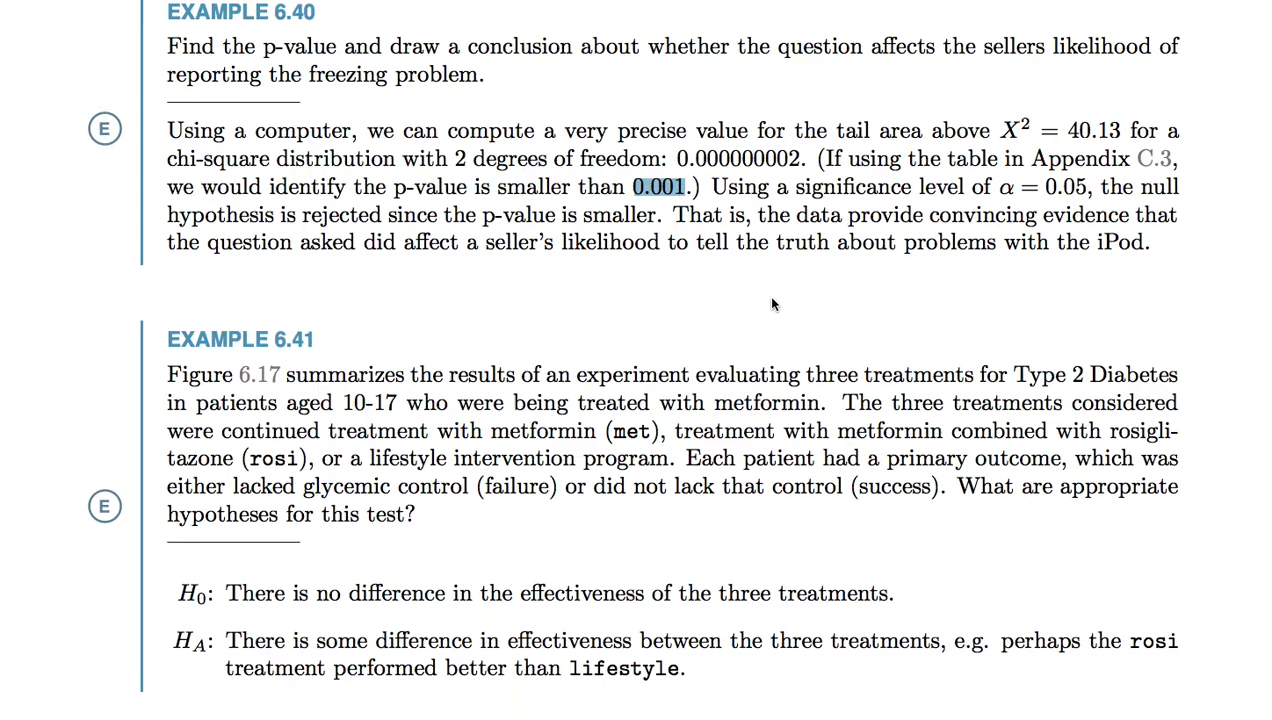 EXAMPLE 6.40
Find the p-value and draw a conclusion about whether the question affects the sellers likelihood of
reporting the freezing problem.
E
Using a computer, we can compute a very precise value for the tail area above X² = 40.13 for a
chi-square distribution with 2 degrees of freedom: 0.000000002. (If using the table in Appendix C.3,
we would identify the p-value is smaller than 0.001.) Using a significance level of α = 0.05, the null
hypothesis is rejected since the p-value is smaller. That is, the data provide convincing evidence that
the question asked did affect a seller's likelihood to tell the truth about problems with the iPod.
EXAMPLE 6.41
Figure 6.17 summarizes the results of an experiment evaluating three treatments for Type 2 Diabetes
in patients aged 10-17 who were being treated with metformin. The three treatments considered
were continued treatment with metformin (met), treatment with metformin combined with rosigli-
tazone (rosi), or a lifestyle intervention program. Each patient had a primary outcome, which was
either lacked glycemic control (failure) or did not lack that control (success). What are appropriate
E
hypotheses for this test?
H₀: There is no difference in the effectiveness of the three treatments.
H_A: There is some difference in effectiveness between the three treatments, e.g. perhaps the rosi
treatment performed better than lifestyle.